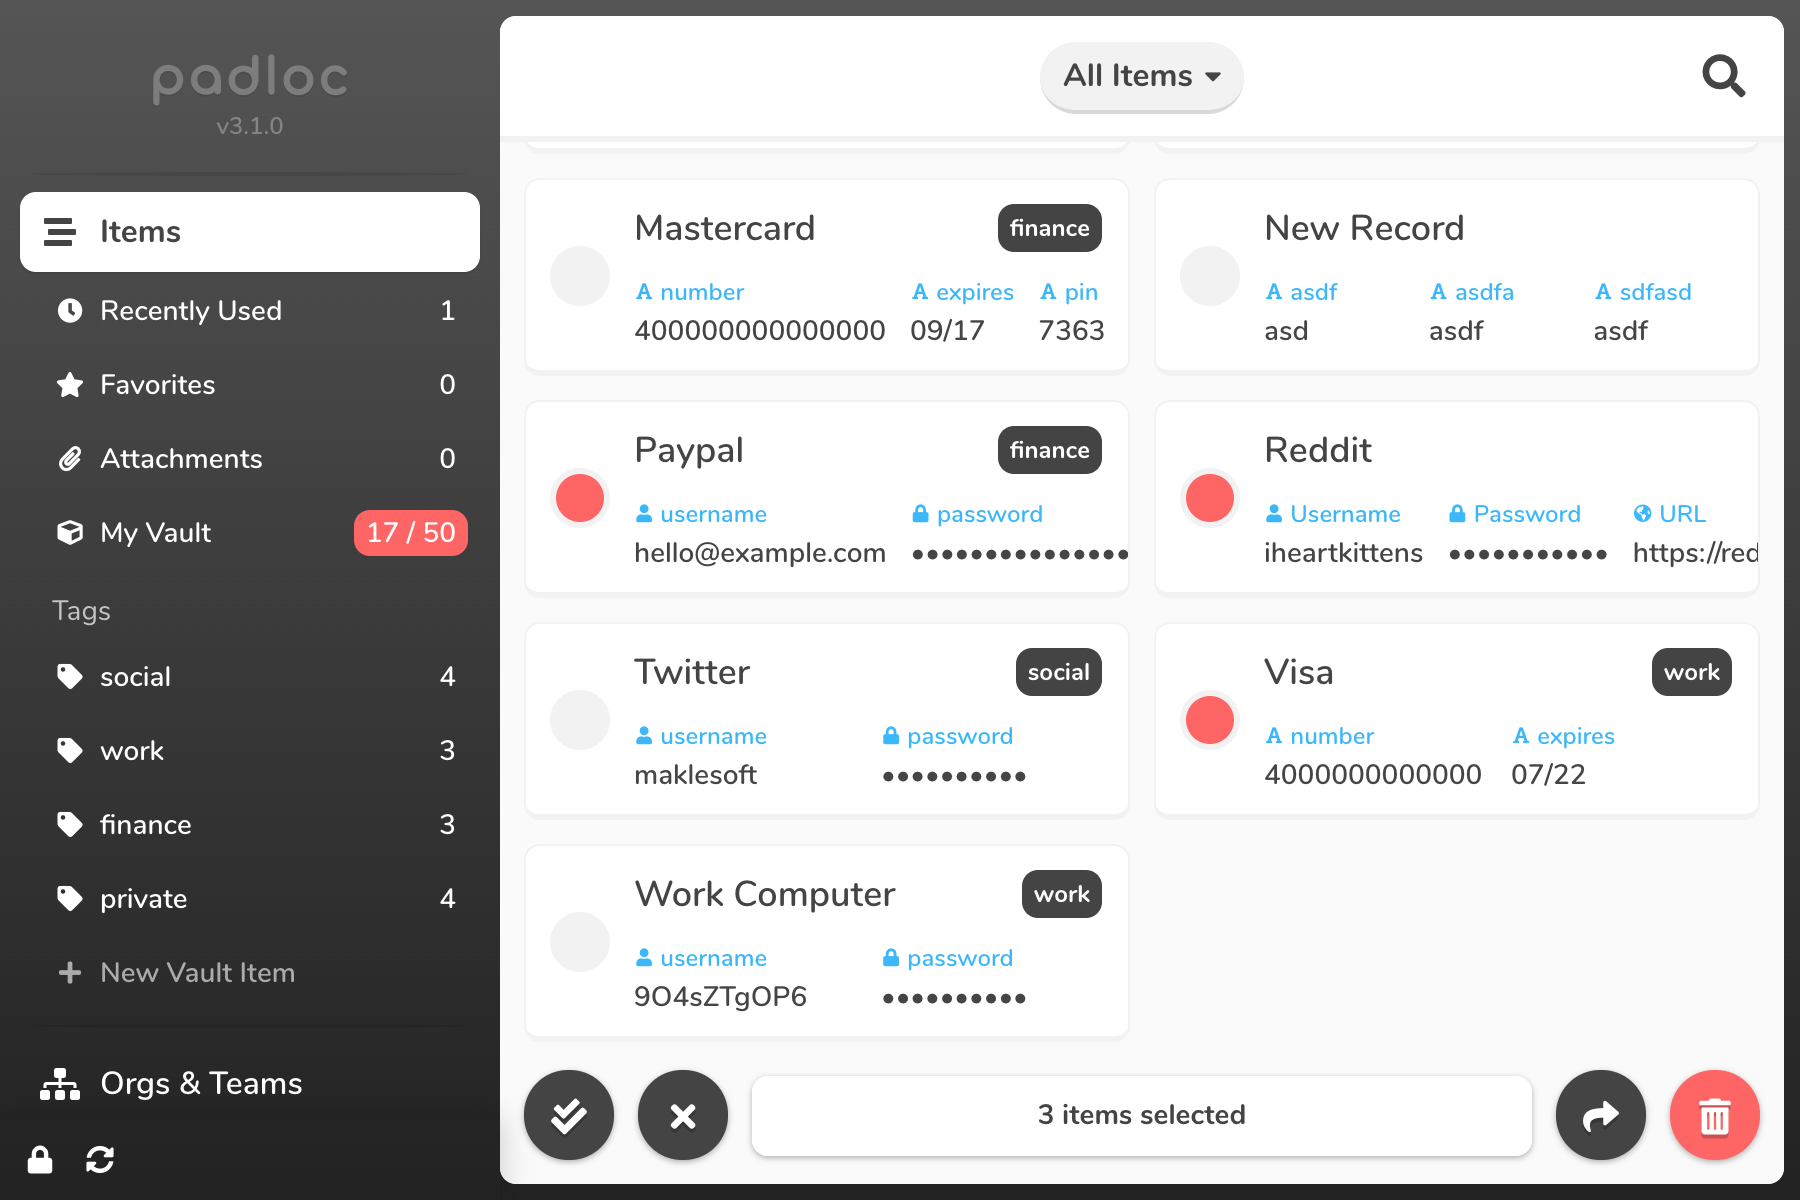 padloc
v3.1.0
Items
Recently Used 1
Favorites 0
Attachments 0
My Vault 17 / 50
Tags
social 4
work 3
finance 3
private 4
New Vault Item
Orgs & Teams
All Items
Mastercard finance
number expires pin
400000000000000 09/17 7363
New Record
asdf asdfa sdfasd
asd asdf asdf
Paypal finance
username password
hello@example.com ●●●●●●●●●●●●●●●
Reddit
Username Password URL
iheartkittens ●●●●●●●●●●● https://red
Twitter social
username password
maklesoft ●●●●●●●●●●
Visa work
number expires
4000000000000 07/22
Work Computer work
username password
9O4sZTgOP6 ●●●●●●●●●●
3 items selected